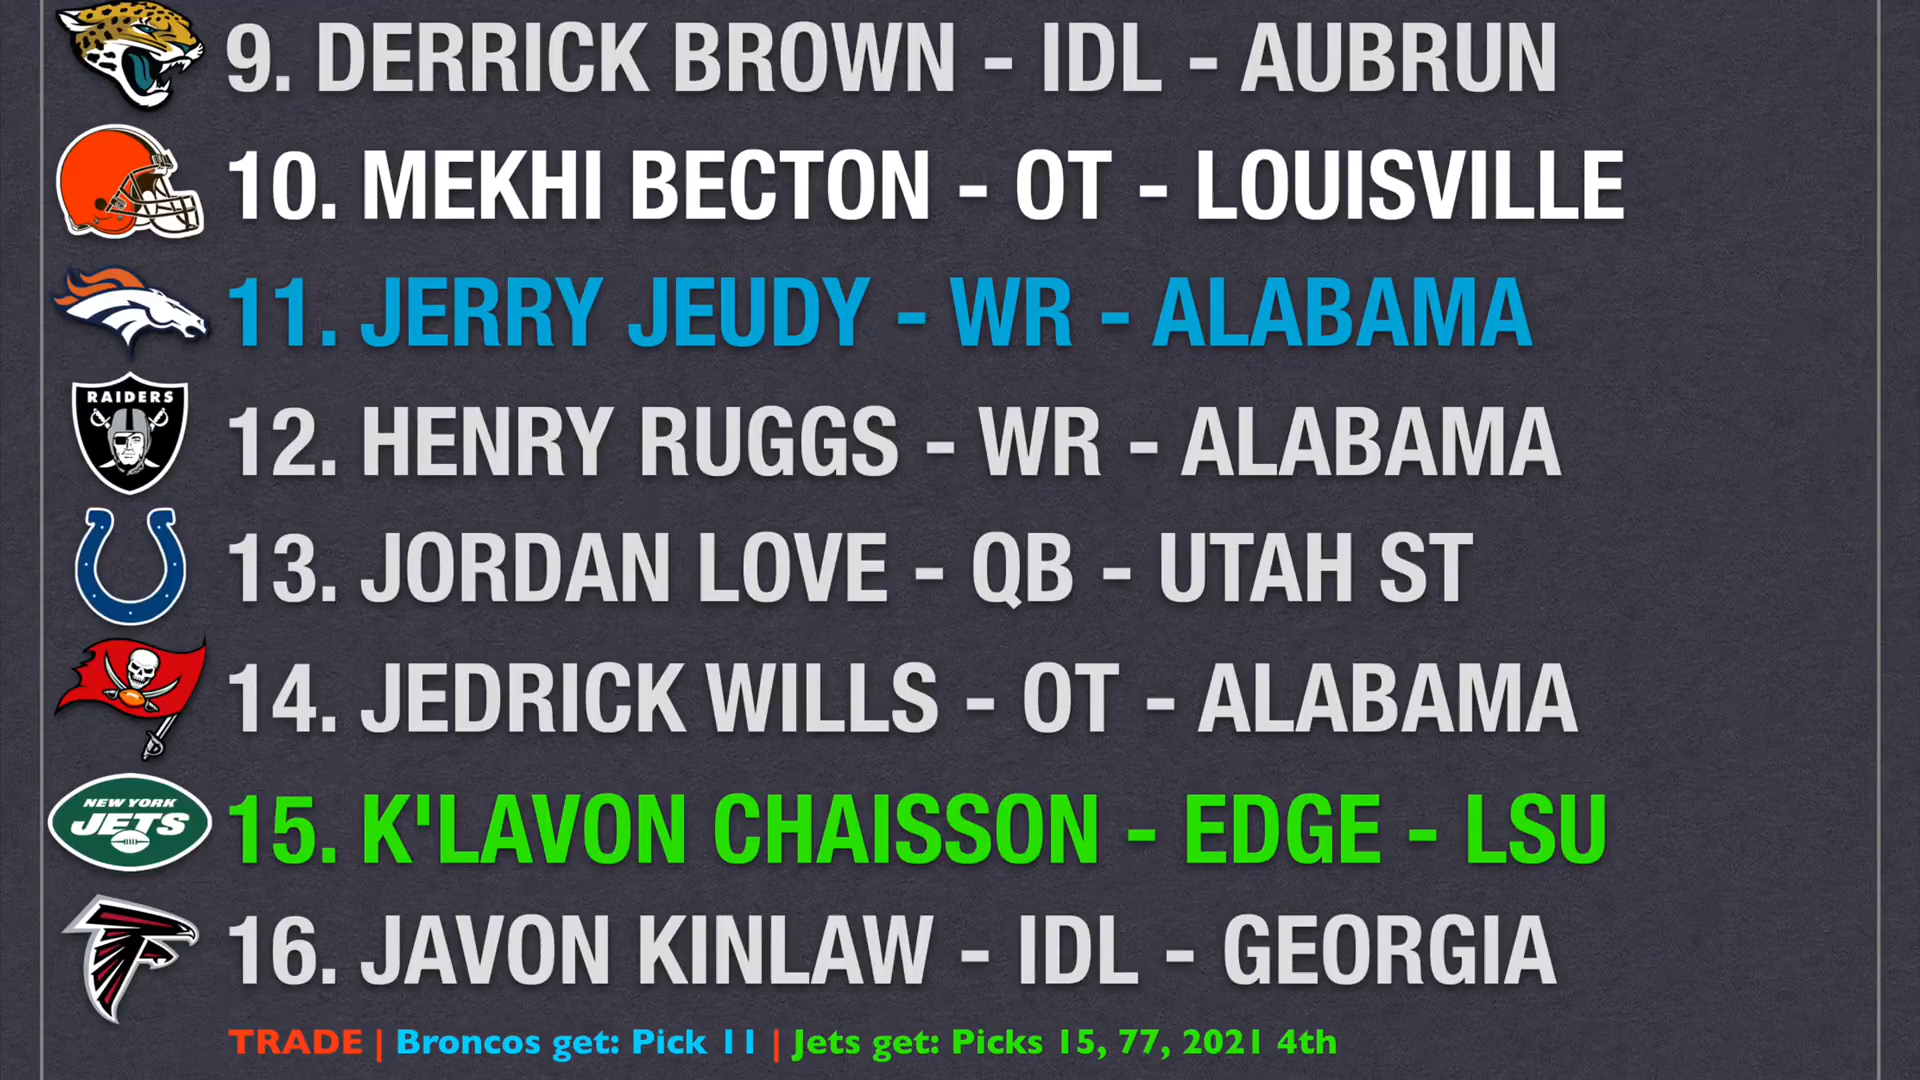 9. DERRICK BROWN - IDL - AUBRUN
10. MEKHI BECTON - OT - LOUISVILLE
11. JERRY JEUDY - WR - ALABAMA
RAIDERS
12. HENRY RUGGS - WR - ALABAMA
13. JORDAN LOVE - QB - UTAH ST
14. JEDRICK WILLS - OT - ALABAMA
NEW YORK
JETS
15. K'LAVON CHAISSON - EDGE - LSU
16. JAVON KINLAW - IDL - GEORGIA
TRADE | Broncos get: Pick 11 | Jets get: Picks 15, 77, 2021 4th